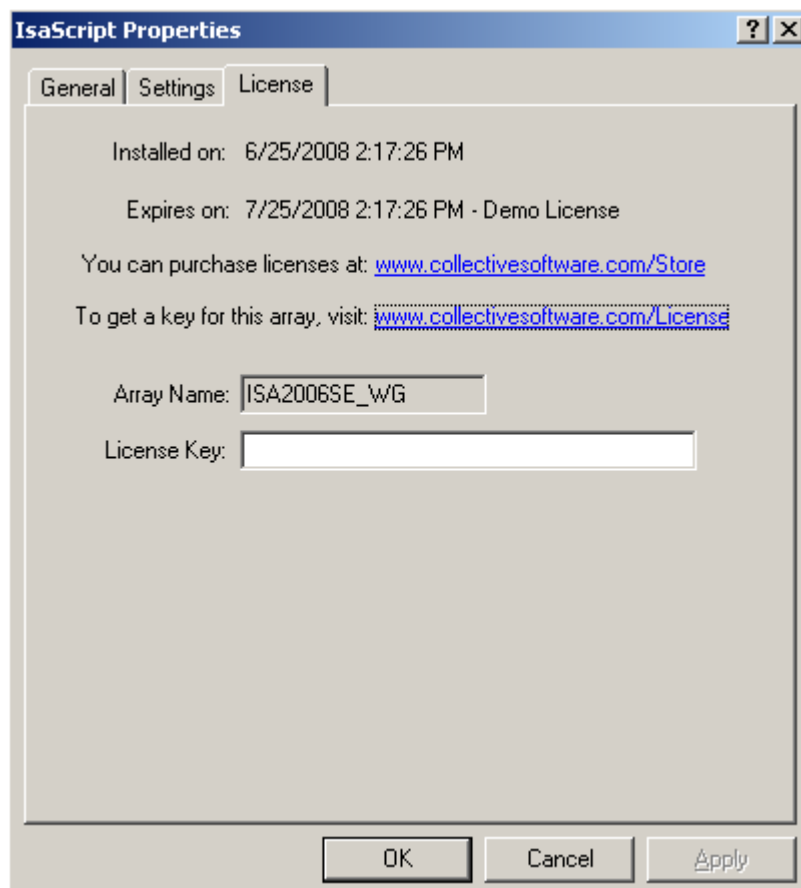 IsaScript Properties
General Settings License
Installed on: 6/25/2008 2:17:26 PM
Expires on: 7/25/2008 2:17:26 PM - Demo License
You can purchase licenses at: www.collectivesoftware.com/Store
To get a key for this array, visit: www.collectivesoftware.com/License
Array Name: ISA2006SE_WG
License Key:
OK Cancel Apply